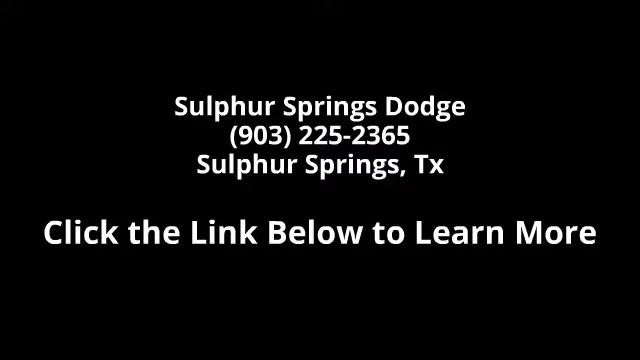 Sulphur Springs Dodge
(903) 225-2365
Sulphur Springs, Tx
Click the Link Below to Learn More